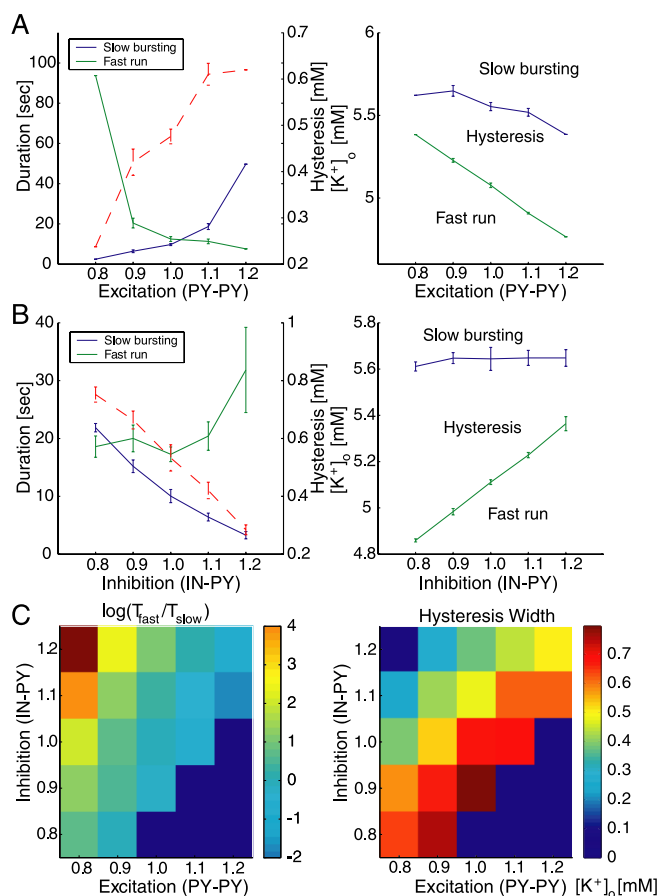 A
Slow bursting
Fast run
Duration [sec]
100
80
60
40
20
0
0.7
0.6
0.5
0.4
0.3
0.2
Hysteresis [mM]
0.8 0.9 1.0 1.1 1.2
Excitation (PY-PY)
[K+]o [mM]
6
5.5
5
Slow bursting
Hysteresis
Fast run
0.8 0.9 1.0 1.1 1.2
Excitation (PY-PY)
B
Slow bursting
Fast run
Duration [sec]
40
30
20
10
0
1
0.8
0.6
0.4
0.2
Hysteresis [mM]
0.8 0.9 1.0 1.1 1.2
Inhibition (IN-PY)
[K+]o [mM]
5.8
5.6
5.4
5.2
5
4.8
Slow bursting
Hysteresis
Fast run
0.8 0.9 1.0 1.1 1.2
Inhibition (IN-PY)
C
log(Tfast/Tslow)
Inhibition (IN-PY)
1.2
1.1
1.0
0.9
0.8
0.8 0.9 1.0 1.1 1.2
Excitation (PY-PY)
4
3
2
1
0
-1
-2
Hysteresis Width
Inhibition (IN-PY)
1.2
1.1
1.0
0.9
0.8
0.8 0.9 1.0 1.1 1.2
Excitation (PY-PY)
0.7
0.6
0.5
0.4
0.3
0.2
0.1
0
[K+]o [mM]